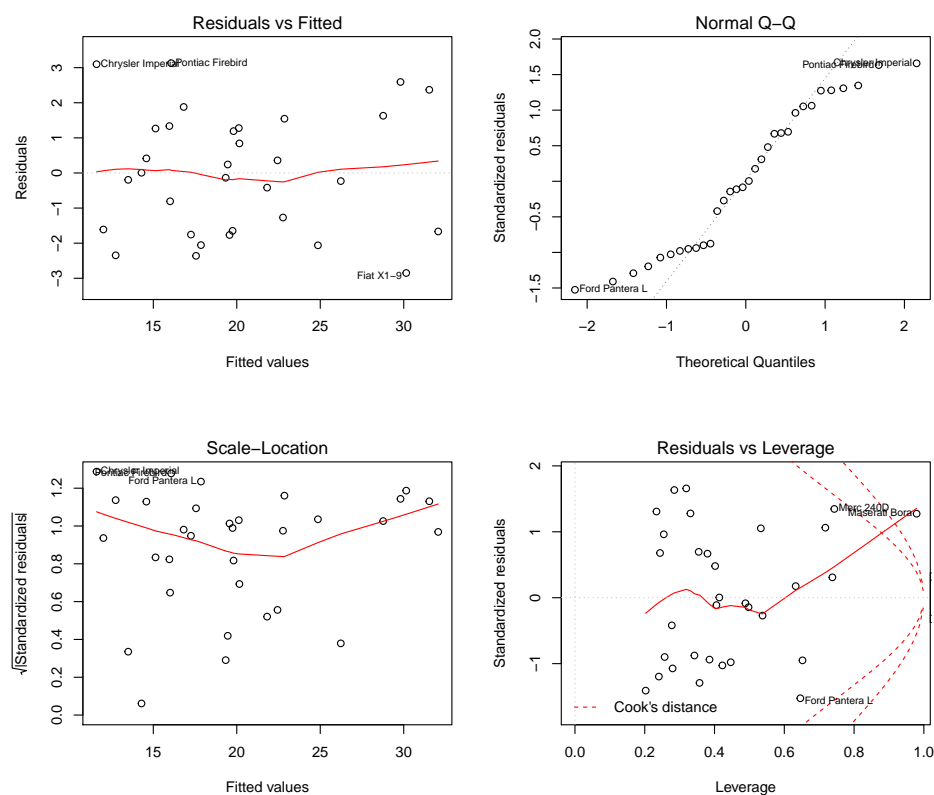 Residuals vs Fitted
Residuals
3
2
1
0
−1
−2
−3
Chrysler Imperial
Pontiac Firebird
Fiat X1−9
15 20 25 30
Fitted values
Normal Q−Q
Standardized residuals
2.0
1.5
1.0
0.5
−0.5
−1.5
Pontiac Firebird
Chrysler Imperial
Ford Pantera L
−2 −1 0 1 2
Theoretical Quantiles
Scale−Location
√|Standardized residuals|
1.2
1.0
0.8
0.6
0.4
0.2
0.0
Chrysler Imperial
Pontiac Firebird
Ford Pantera L
15 20 25 30
Fitted values
Residuals vs Leverage
Standardized residuals
2
1
0
−1
Merc 240D
Maserati Bora
Ford Pantera L
Cook's distance
0.0 0.2 0.4 0.6 0.8 1.0
Leverage